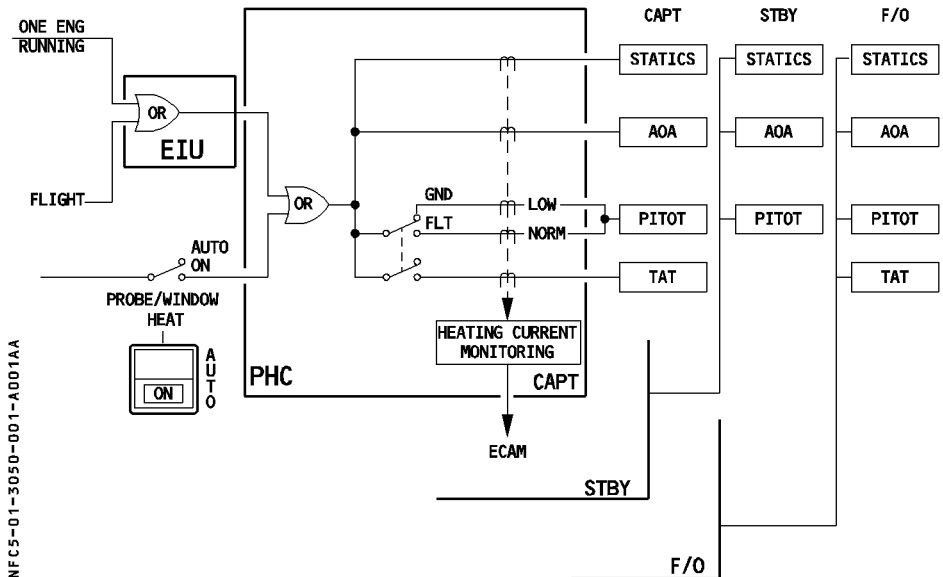 CAPT STBY F/O
ONE ENG
RUNNING
STATICS STATICS STATICS
OR
EIU
AOA AOA AOA
FLIGHT
OR
GND
LOW
FLT
NORM
PITOT PITOT PITOT
AUTO
ON
TAT TAT
PROBE/WINDOW
HEAT
HEATING CURRENT
MONITORING
AUTO
ON
PHC
CAPT
ECAM
STBY
F/O
NFC5-01-3050-001-A001AA